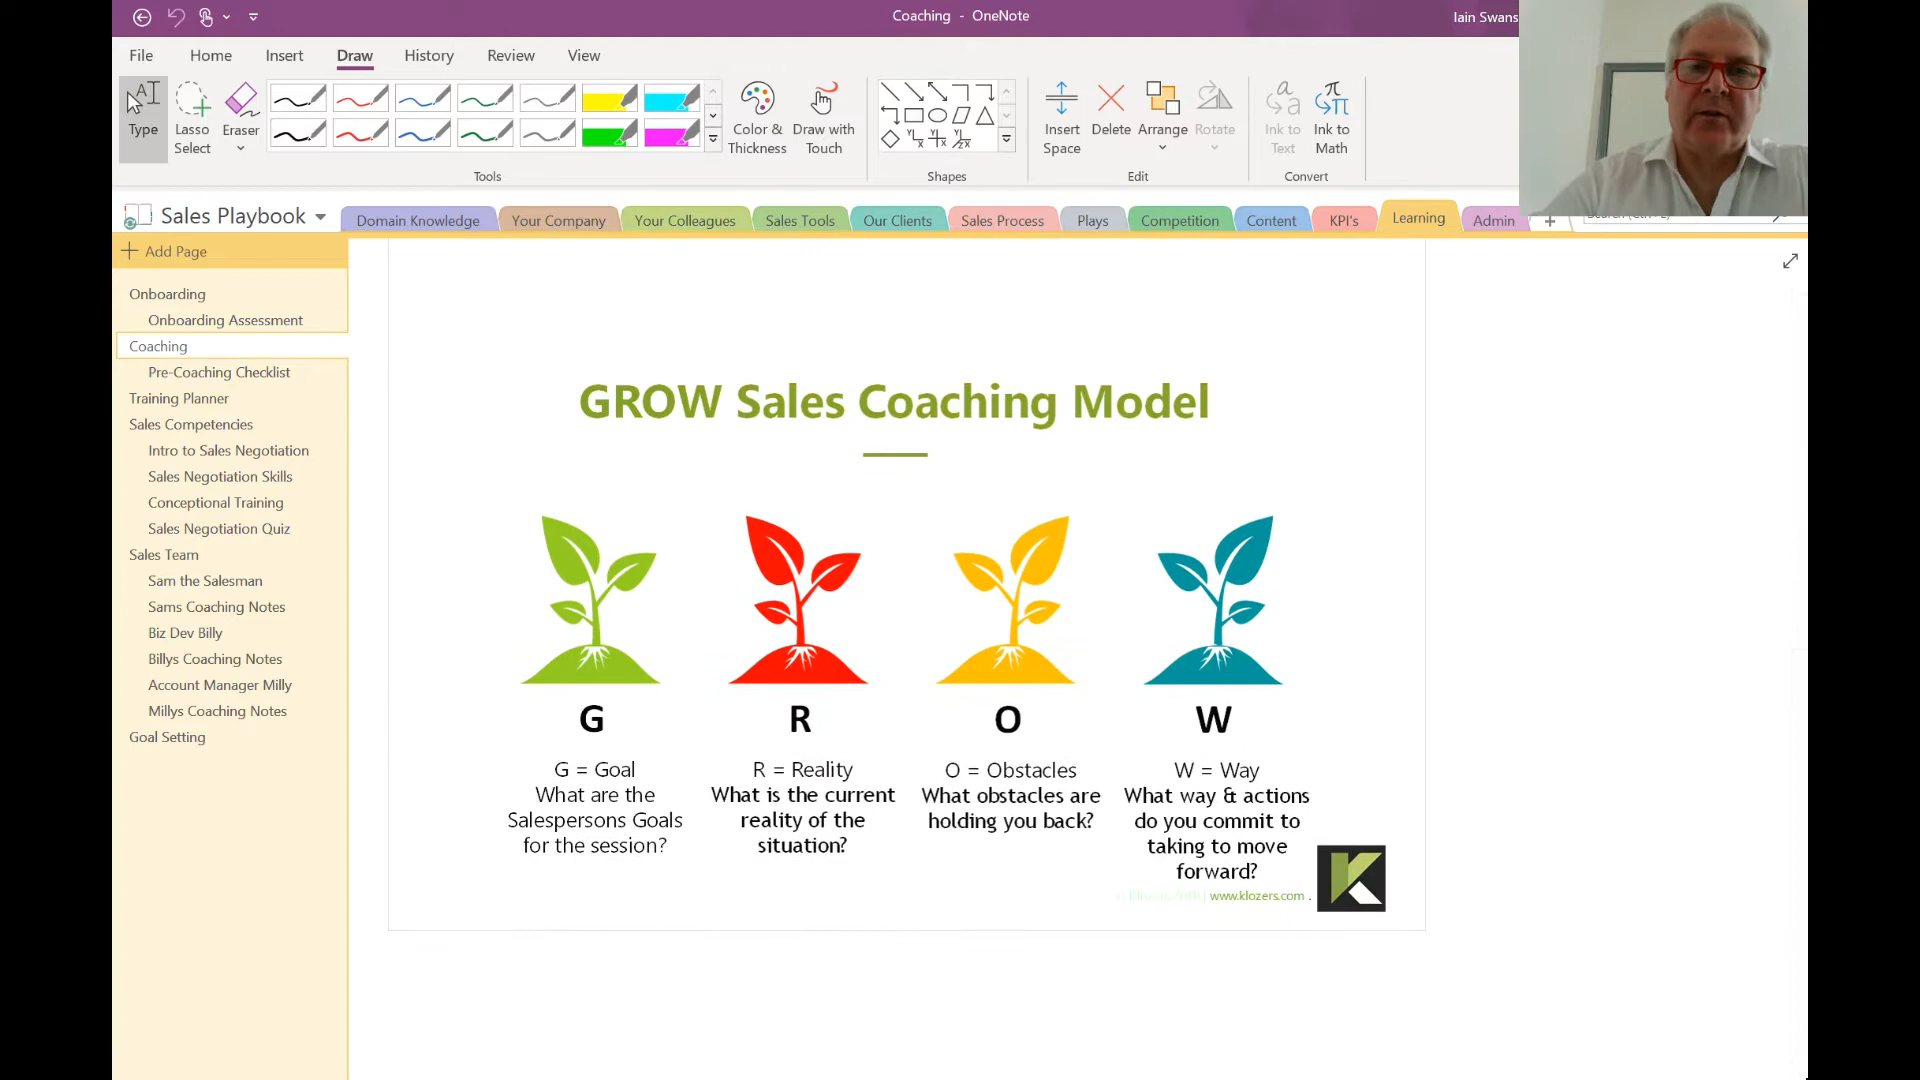 Coaching - OneNote
Iain Swans
File Home Insert Draw History Review View
Type
Lasso Select
Eraser
Color & Thickness
Draw with Touch
Insert Space
Delete
Arrange
Rotate
Ink to Text
Ink to Math
Tools
Shapes
Edit
Convert
Sales Playbook
Domain Knowledge
Your Company
Your Colleagues
Sales Tools
Our Clients
Sales Process
Plays
Competition
Content
KPI's
Learning
Admin
Add Page
Onboarding
Onboarding Assessment
Coaching
Pre-Coaching Checklist
Training Planner
Sales Competencies
Intro to Sales Negotiation
Sales Negotiation Skills
Conceptional Training
Sales Negotiation Quiz
Sales Team
Sam the Salesman
Sams Coaching Notes
Biz Dev Billy
Billys Coaching Notes
Account Manager Milly
Millys Coaching Notes
Goal Setting
GROW Sales Coaching Model
G
G = Goal
What are the
Salespersons Goals
for the session?
R
R = Reality
What is the current
reality of the
situation?
O
O = Obstacles
What obstacles are
holding you back?
W
W = Way
What way & actions
do you commit to
taking to move
forward?
www.klozers.com .